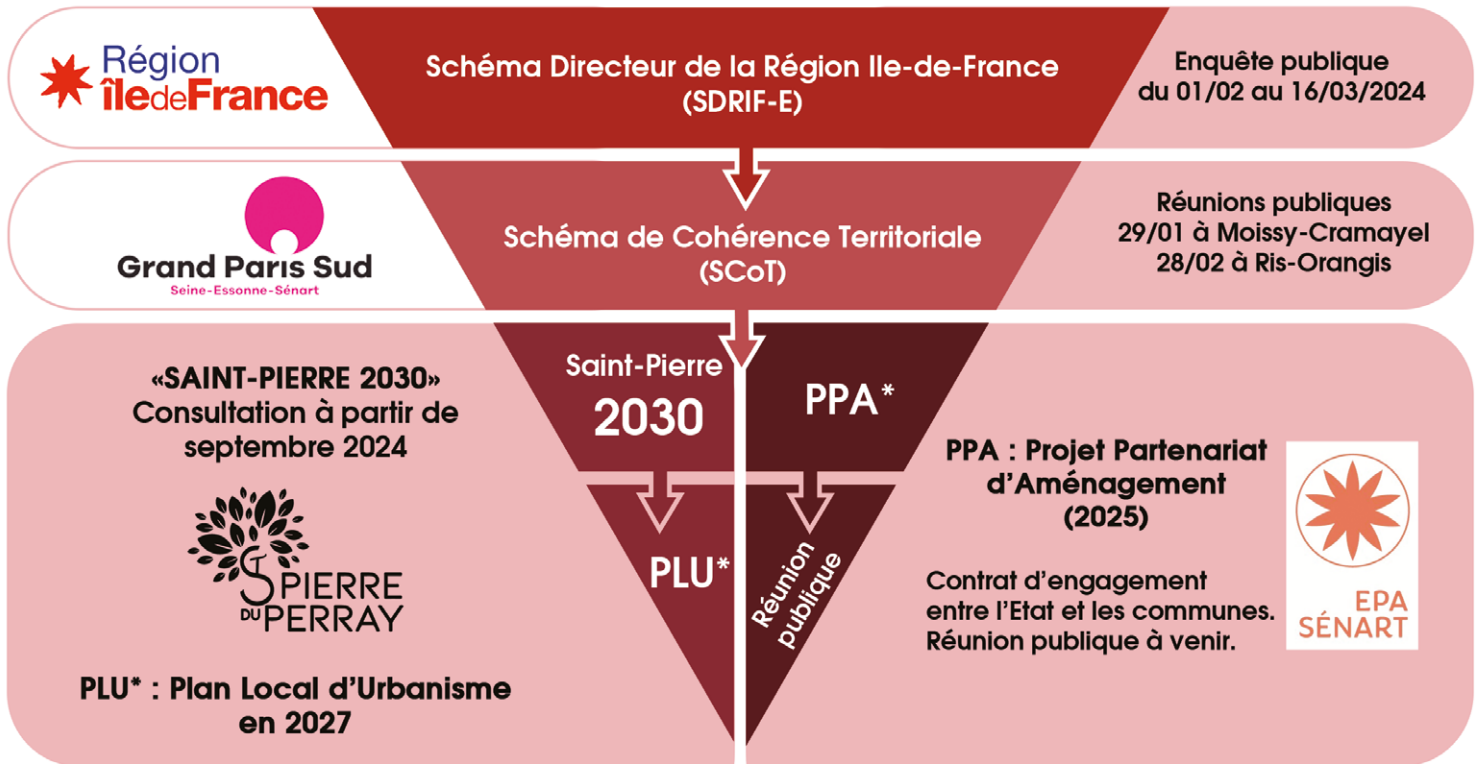 Région
îledeFrance
Schéma Directeur de la Région Ile-de-France
(SDRIF-E)
Enquête publique
du 01/02 au 16/03/2024
Grand Paris Sud
Seine-Essonne-Sénart
Schéma de Cohérence Territoriale
(SCoT)
Réunions publiques
29/01 à Moissy-Cramayel
28/02 à Ris-Orangis
«SAINT-PIERRE 2030»
Consultation à partir de
septembre 2024
ST PIERRE
DU PERRAY
PLU* : Plan Local d’Urbanisme
en 2027
Saint-Pierre
2030
PLU*
PPA*
Réunion
publique
PPA : Projet Partenariat
d’Aménagement
(2025)
Contrat d’engagement
entre l’Etat et les communes.
Réunion publique à venir.
EPA
SÉNART